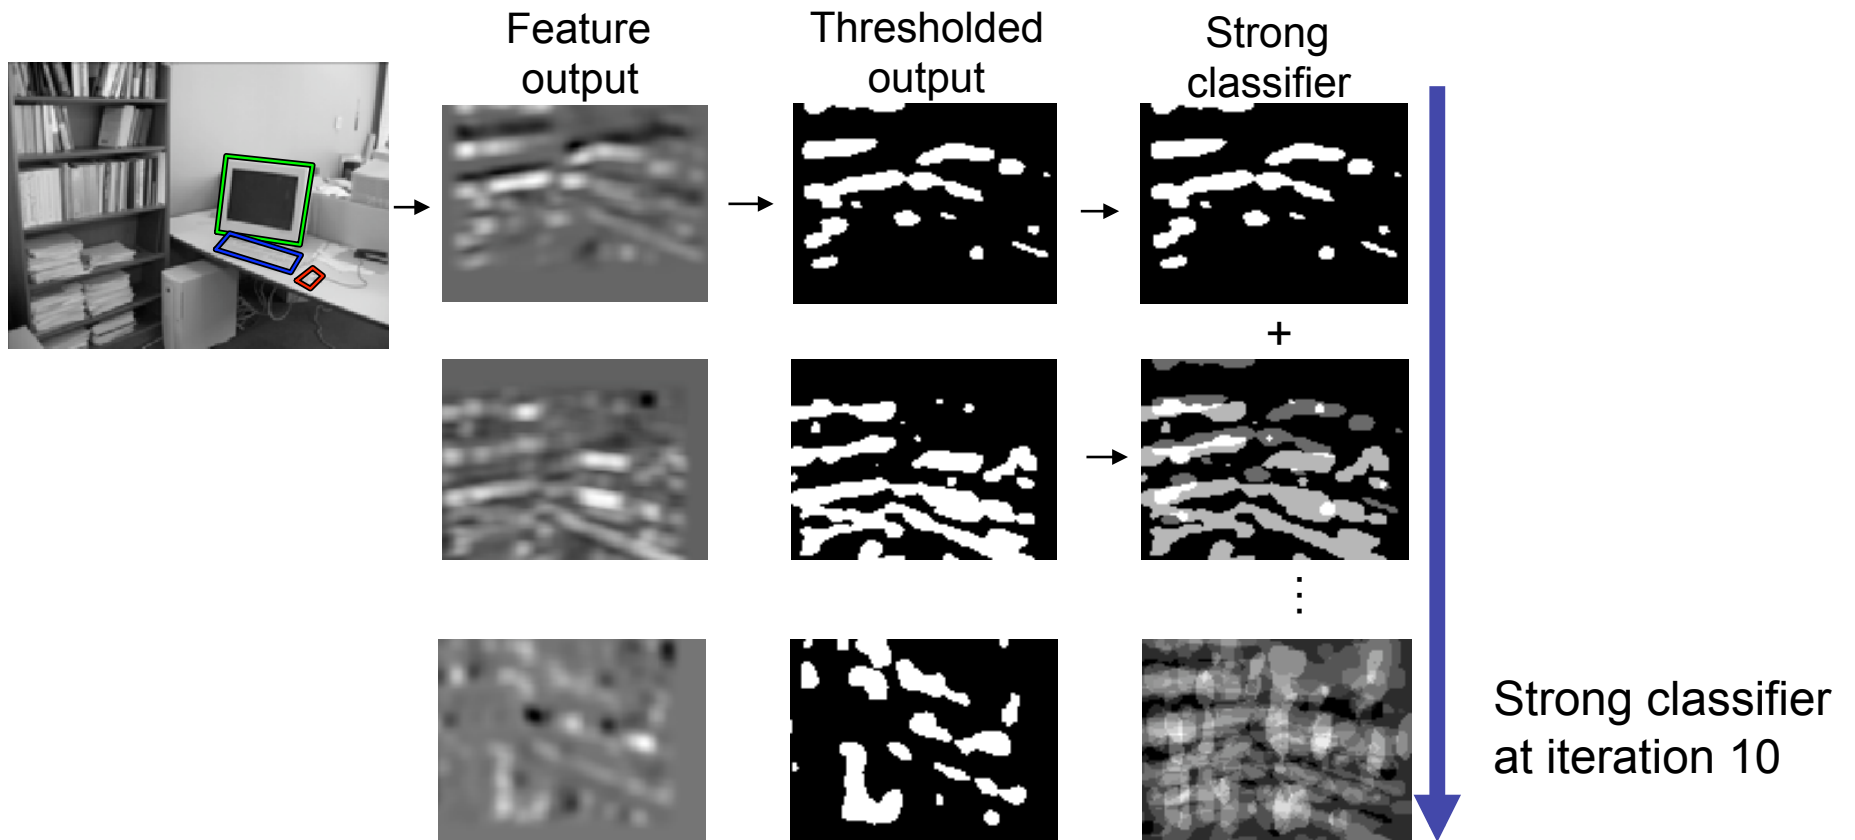 Feature
output
Thresholded
output
Strong
classifier
+
⋮
Strong classifier
at iteration 10